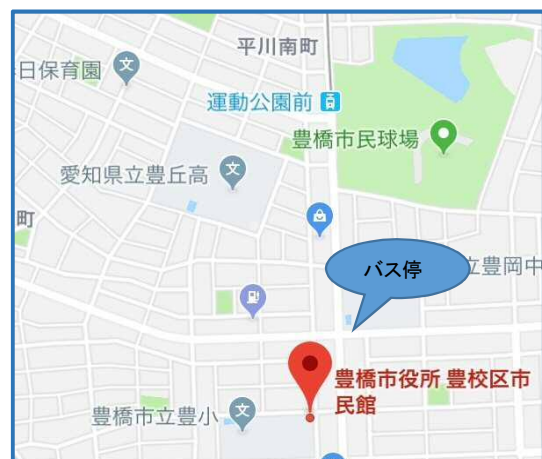 平川南町
日保育園
運動公園前
豊橋市民球場
愛知県立豊丘高
町
バス停
立豊岡中
豊橋市役所 豊校区市
民館
豊橋市立豊小